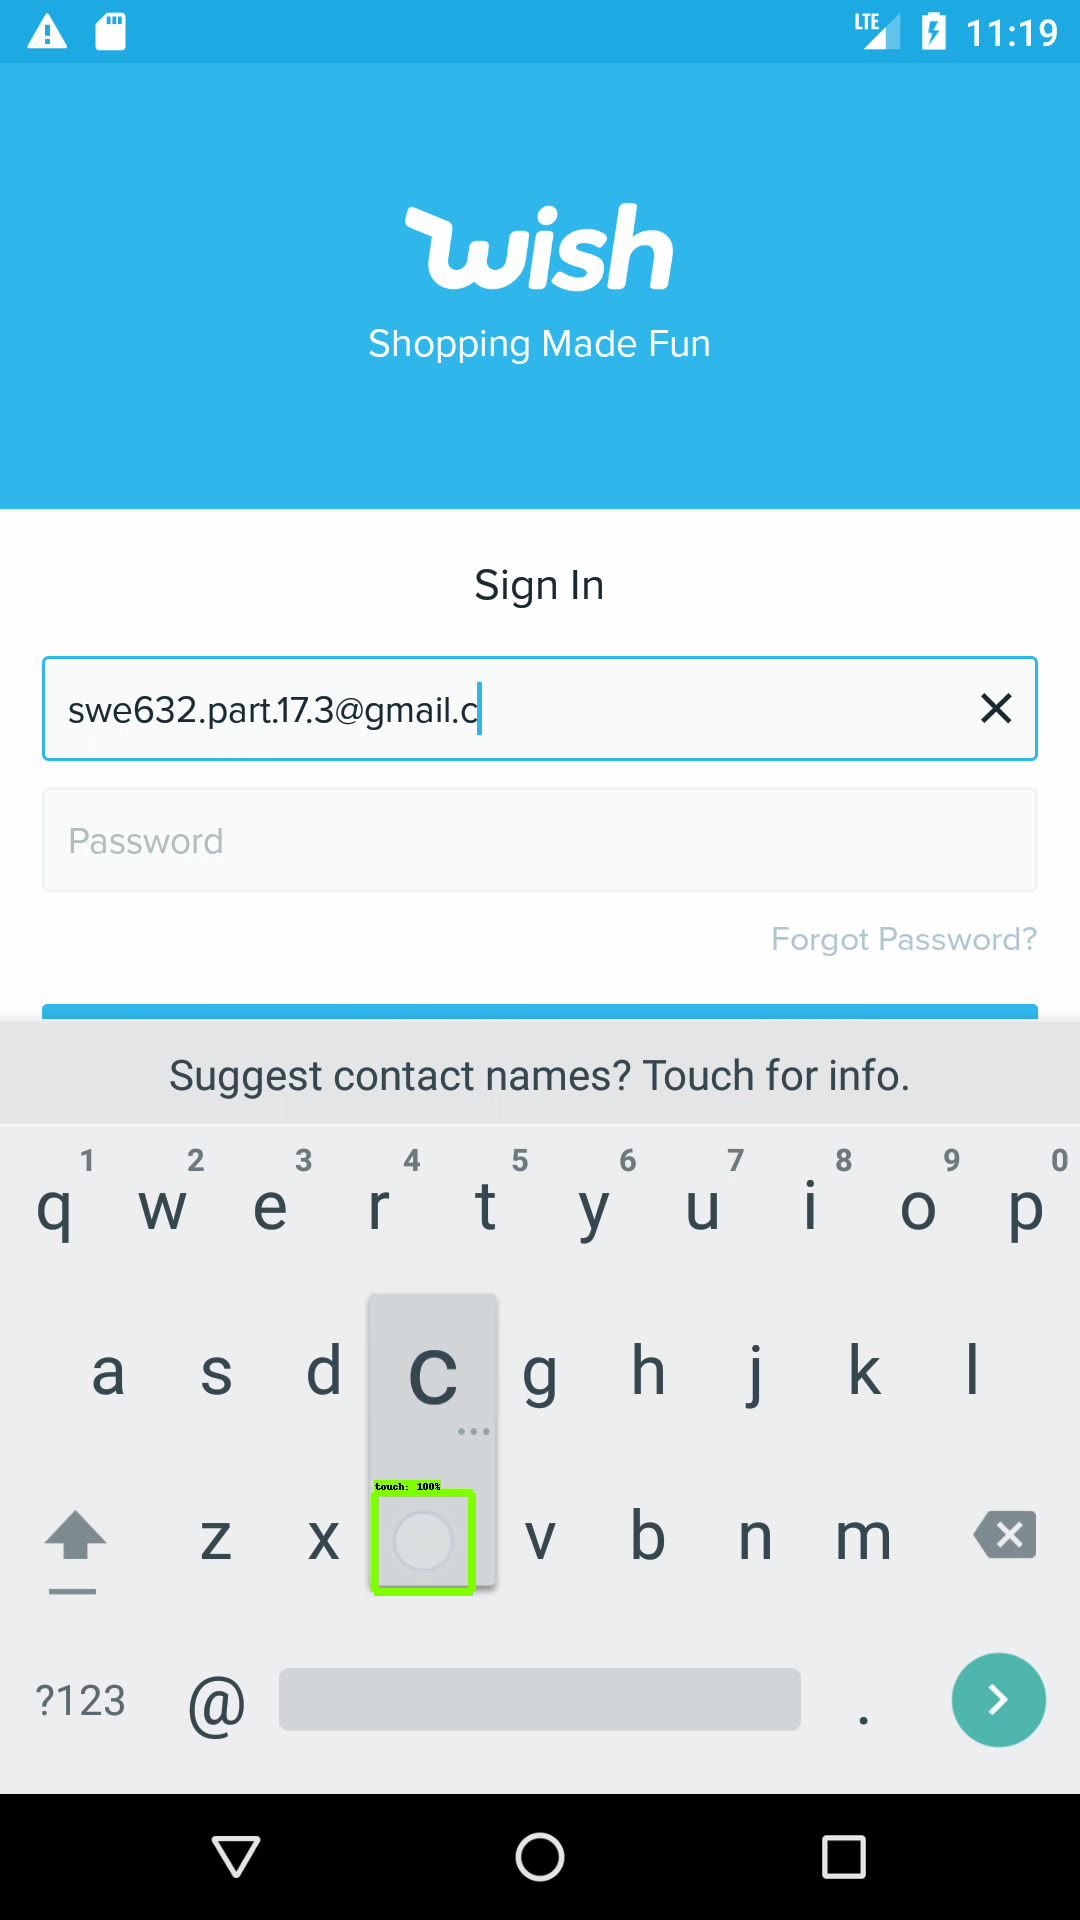 LTE 11:19
wish
Shopping Made Fun
Sign In
swe632.part.17.3@gmail.c
Password
Forgot Password?
Suggest contact names? Touch for info.
1 2 3 4 5 6 7 8 9 0
q w e r t y u i o p
a s d c g h j k l
touch: 100%
z x v b n m
?123 @ .